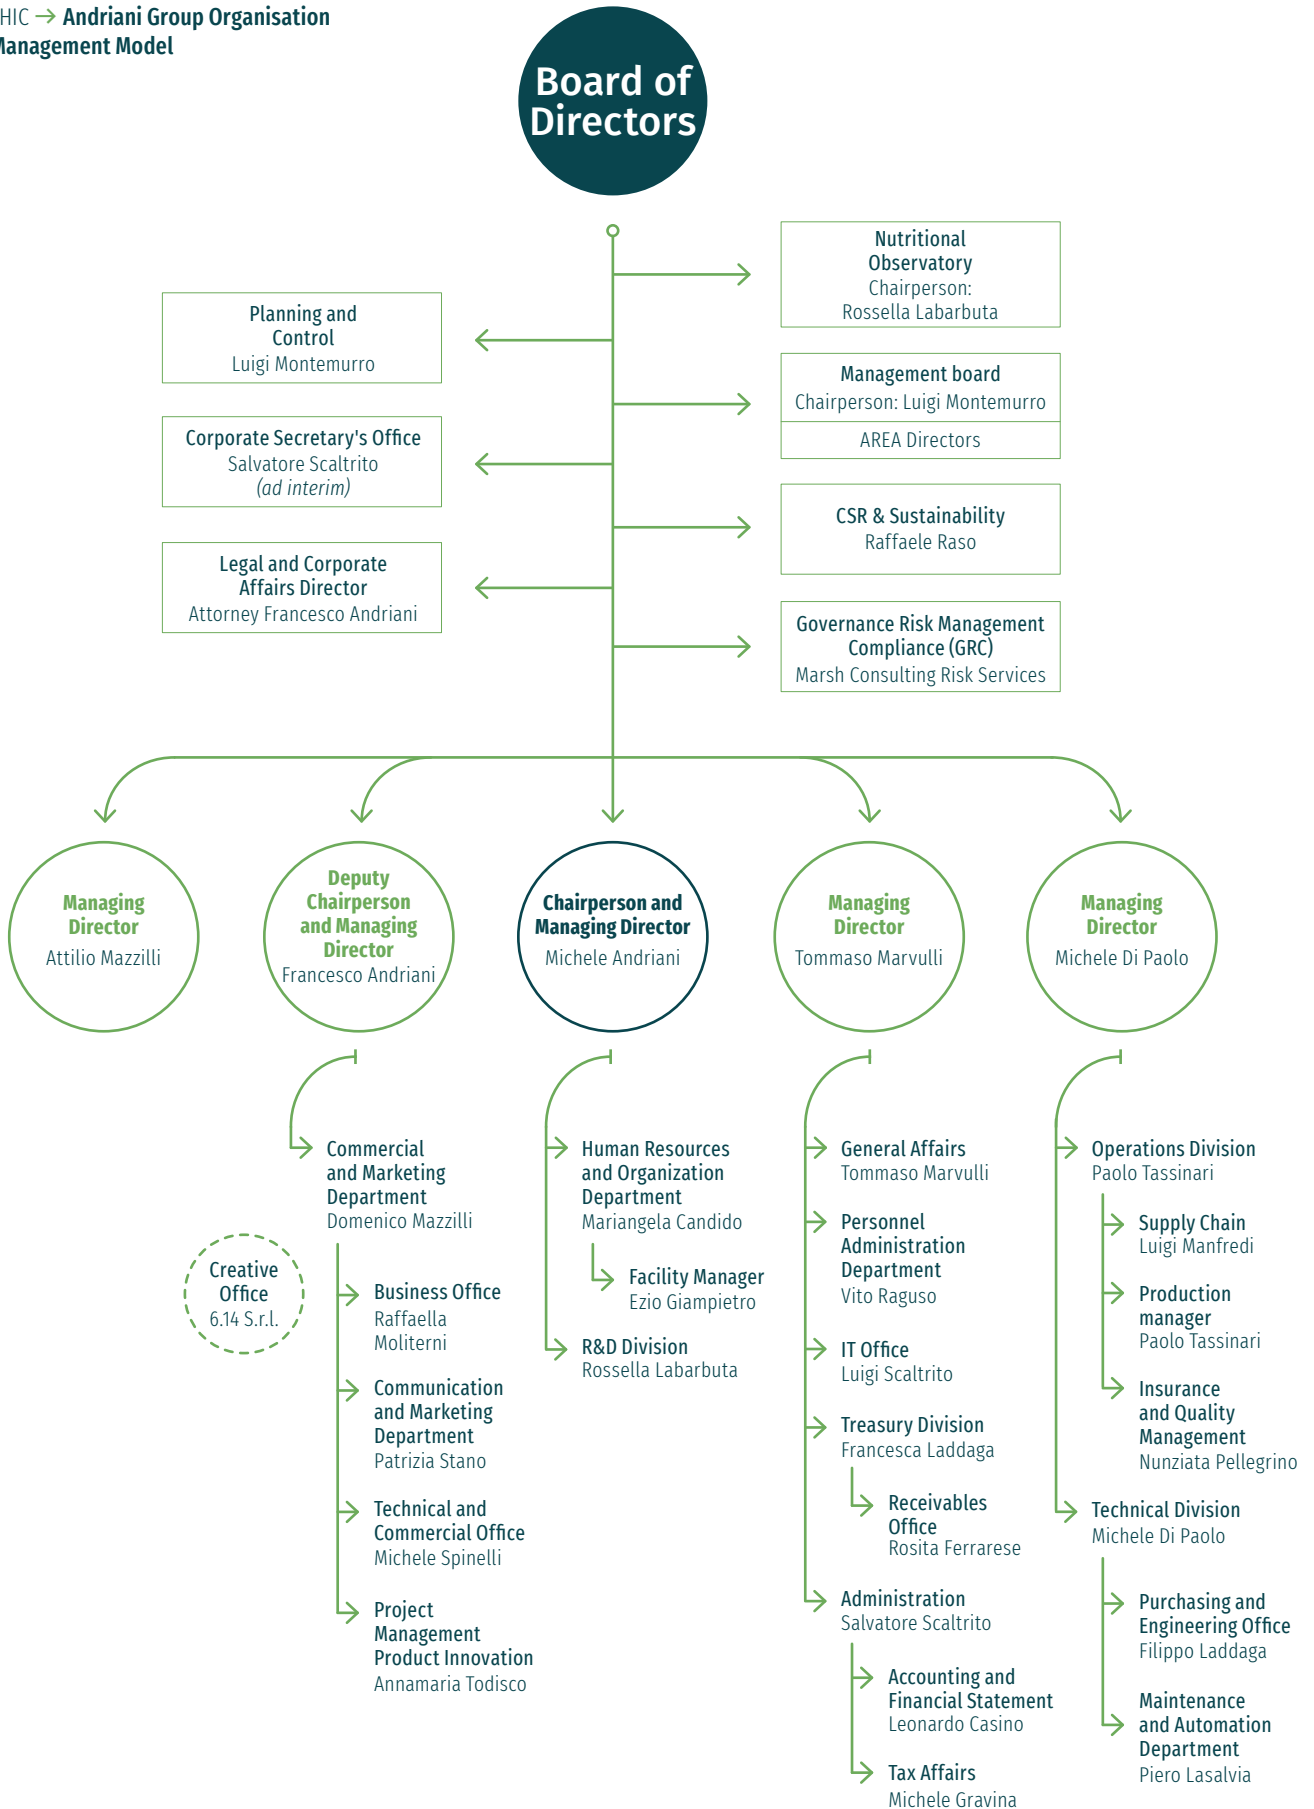 HIC → Andriani Group Organisation
Management Model
Board of
Directors
Nutritional
Observatory
Chairperson:
Rossella Labarbuta
Planning and
Control
Luigi Montemurro
Management board
Chairperson: Luigi Montemurro
AREA Directors
Corporate Secretary's Office
Salvatore Scaltrito
(ad interim)
CSR & Sustainability
Raffaele Raso
Legal and Corporate
Affairs Director
Attorney Francesco Andriani
Governance Risk Management
Compliance (GRC)
Marsh Consulting Risk Services
Managing
Director
Attilio Mazzilli
Deputy
Chairperson
and Managing
Director
Francesco Andriani
Chairperson and
Managing Director
Michele Andriani
Managing
Director
Tommaso Marvulli
Managing
Director
Michele Di Paolo
Commercial
and Marketing
Department
Domenico Mazzilli
Creative
Office
6.14 S.r.l.
Business Office
Raffaella
Moliterni
Communication
and Marketing
Department
Patrizia Stano
Technical and
Commercial Office
Michele Spinelli
Project
Management
Product Innovation
Annamaria Todisco
Human Resources
and Organization
Department
Mariangela Candido
Facility Manager
Ezio Giampietro
R&D Division
Rossella Labarbuta
General Affairs
Tommaso Marvulli
Personnel
Administration
Department
Vito Raguso
IT Office
Luigi Scaltrito
Treasury Division
Francesca Laddaga
Receivables
Office
Rosita Ferrarese
Administration
Salvatore Scaltrito
Accounting and
Financial Statement
Leonardo Casino
Tax Affairs
Michele Gravina
Operations Division
Paolo Tassinari
Supply Chain
Luigi Manfredi
Production
manager
Paolo Tassinari
Insurance
and Quality
Management
Nunziata Pellegrino
Technical Division
Michele Di Paolo
Purchasing and
Engineering Office
Filippo Laddaga
Maintenance
and Automation
Department
Piero Lasalvia